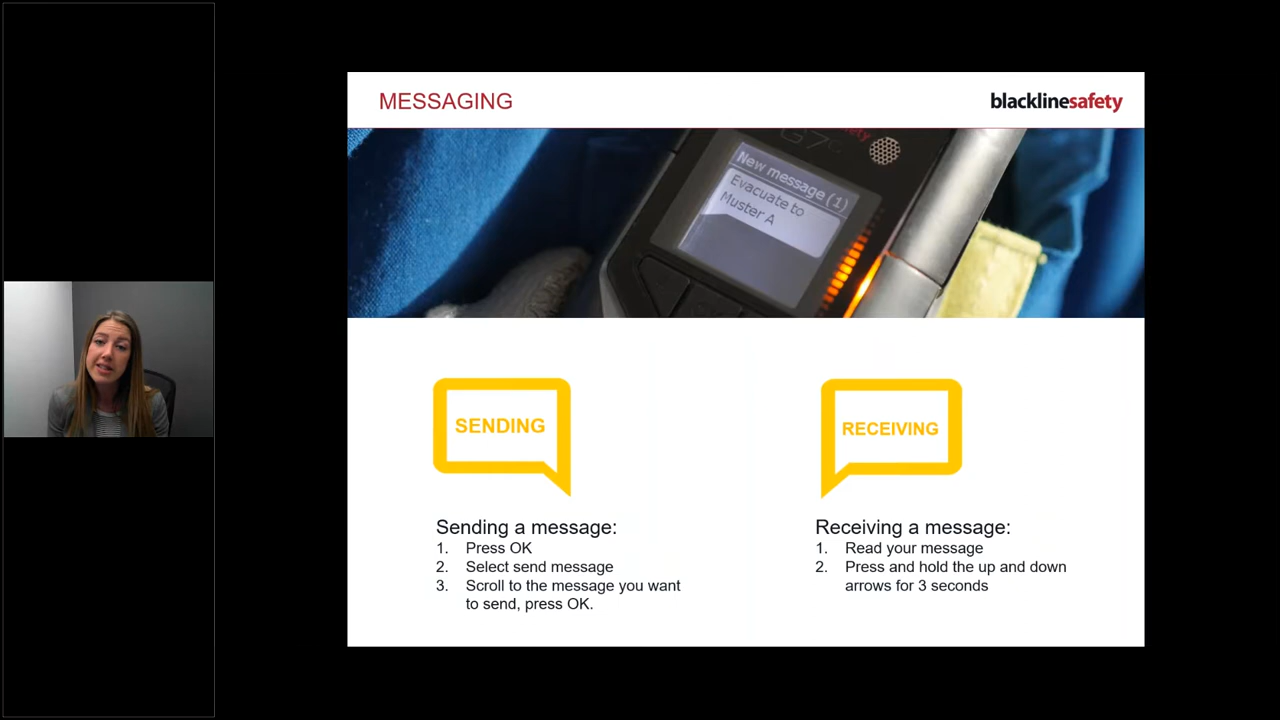 MESSAGING
blacklinesafety
G7c
New message (1)
Evacuate to
Muster A
SENDING
RECEIVING
Sending a message:
1. Press OK
2. Select send message
3. Scroll to the message you want
to send, press OK.
Receiving a message:
1. Read your message
2. Press and hold the up and down
arrows for 3 seconds